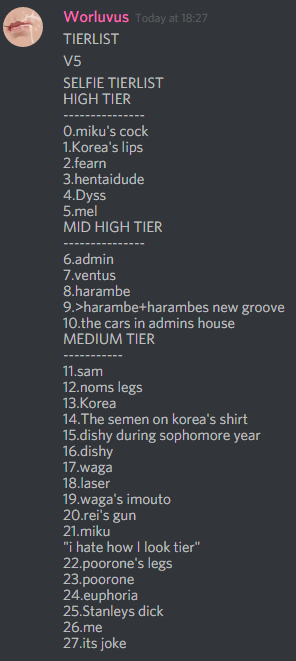 Worluvus Today at 18:27
TIERLIST
V5
SELFIE TIERLIST
HIGH TIER
---------------
0.miku's cock
1.Korea's lips
2.fearn
3.hentaidude
4.Dyss
5.mel
MID HIGH TIER
---------------
6.admin
7.ventus
8.harambe
9.>harambe+harambes new groove
10.the cars in admins house
MEDIUM TIER
-----------
11.sam
12.noms legs
13.Korea
14.The semen on korea's shirt
15.dishy during sophomore year
16.dishy
17.waga
18.laser
19.waga's imouto
20.rei's gun
21.miku
"i hate how I look tier"
22.poorone's legs
23.poorone
24.euphoria
25.Stanleys dick
26.me
27.its joke